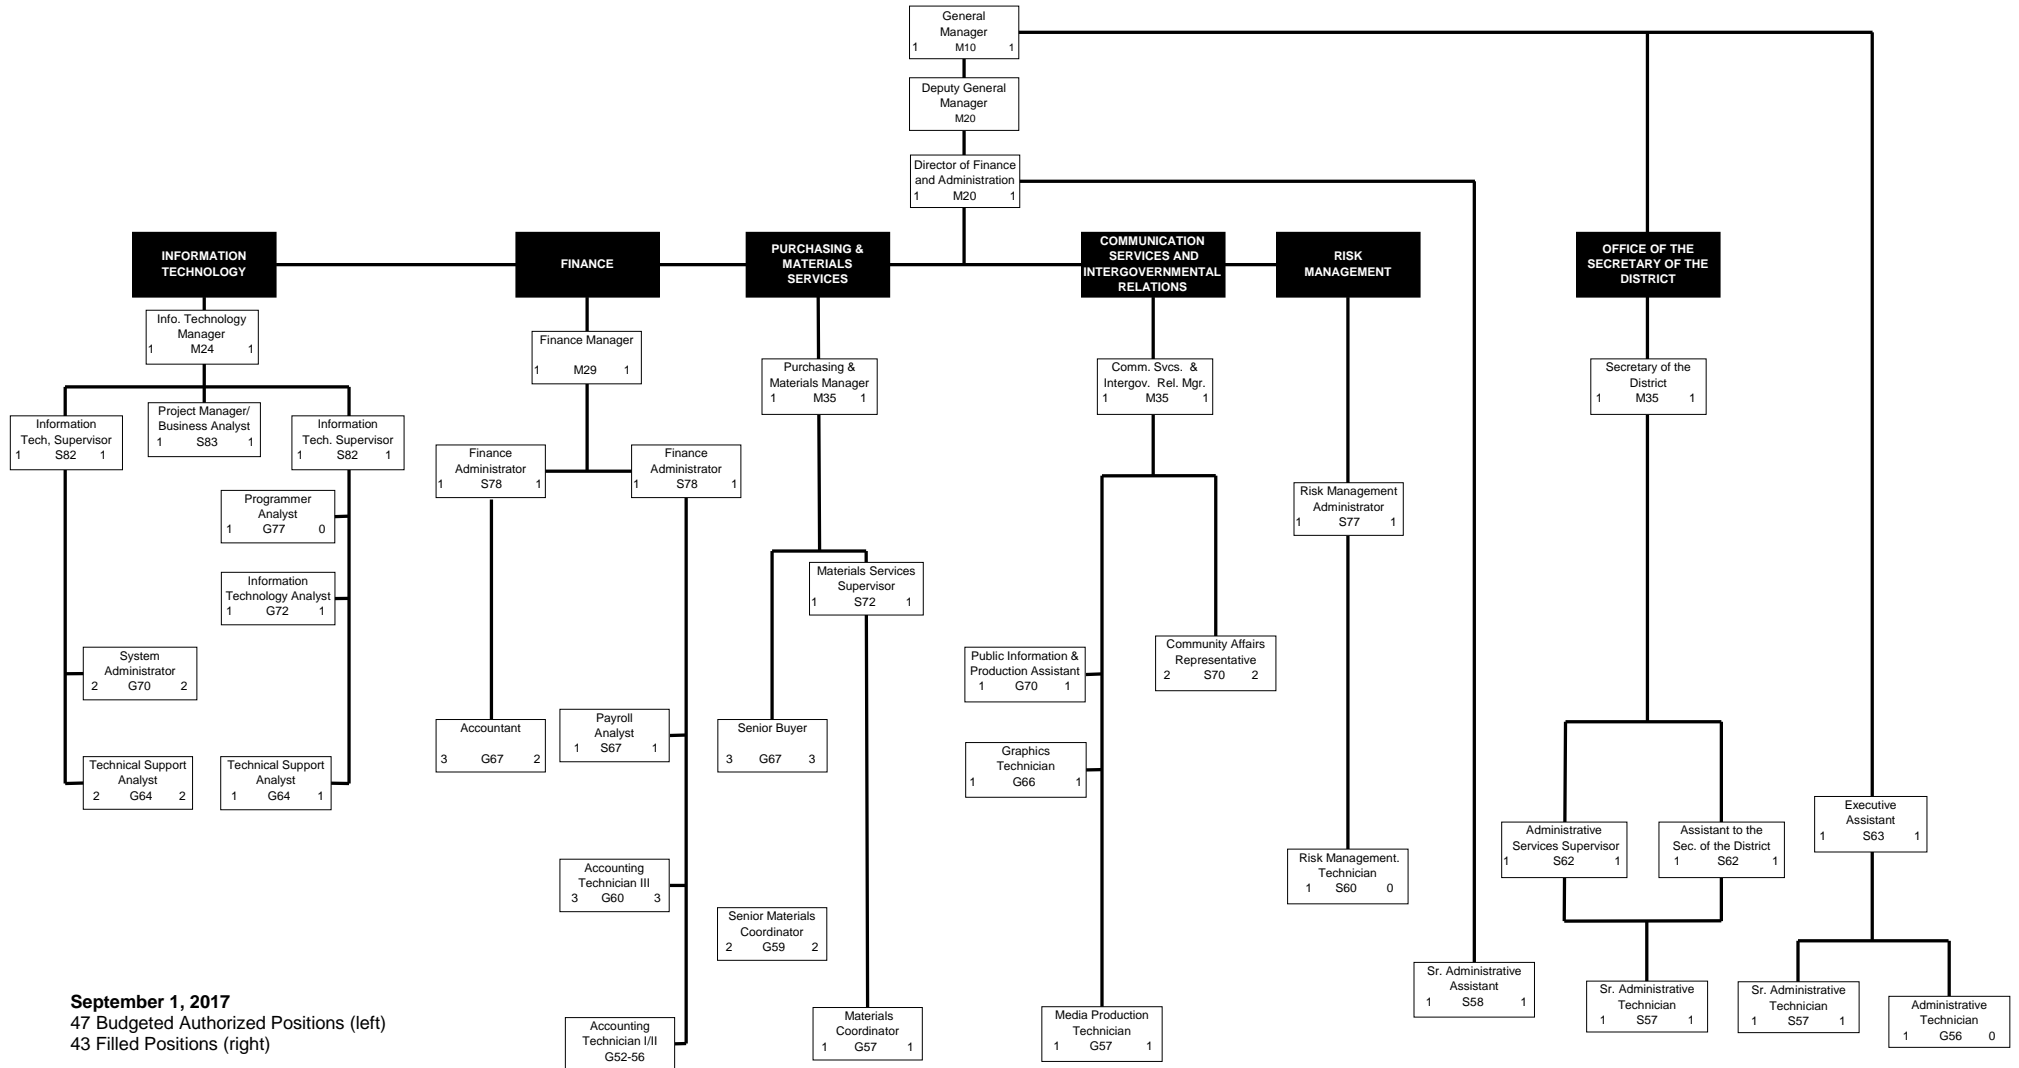 General
Manager
1 M10 1
Deputy General
Manager
M20
Director of Finance
and Administration
1 M20 1
INFORMATION
TECHNOLOGY
FINANCE
PURCHASING &
MATERIALS
SERVICES
COMMUNICATION
SERVICES AND
INTERGOVERNMENTAL
RELATIONS
RISK
MANAGEMENT
OFFICE OF THE
SECRETARY OF THE
DISTRICT
Info. Technology
Manager
1 M24 1
Information
Tech, Supervisor
1 S82 1
Project Manager/
Business Analyst
1 S83 1
Information
Tech. Supervisor
1 S82 1
Programmer
Analyst
1 G77 0
Information
Technology Analyst
1 G72 1
System
Administrator
2 G70 2
Technical Support
Analyst
2 G64 2
Technical Support
Analyst
1 G64 1
Finance Manager
1 M29 1
Finance
Administrator
1 S78 1
Finance
Administrator
1 S78 1
Accountant
3 G67 2
Payroll
Analyst
1 S67 1
Accounting
Technician III
3 G60 3
Accounting
Technician I/II
G52-56
Purchasing &
Materials Manager
1 M35 1
Materials Services
Supervisor
1 S72 1
Senior Buyer
3 G67 3
Senior Materials
Coordinator
2 G59 2
Materials
Coordinator
1 G57 1
Comm. Svcs. &
Intergov. Rel. Mgr.
1 M35 1
Public Information &
Production Assistant
1 G70 1
Community Affairs
Representative
2 S70 2
Graphics
Technician
1 G66 1
Media Production
Technician
1 G57 1
Risk Management
Administrator
1 S77 1
Risk Management.
Technician
1 S60 0
Sr. Administrative
Assistant
1 S58 1
Secretary of the
District
1 M35 1
Administrative
Services Supervisor
1 S62 1
Assistant to the
Sec. of the District
1 S62 1
Sr. Administrative
Technician
1 S57 1
Executive
Assistant
1 S63 1
Sr. Administrative
Technician
1 S57 1
Administrative
Technician
1 G56 0
September 1, 2017
47 Budgeted Authorized Positions (left)
43 Filled Positions (right)